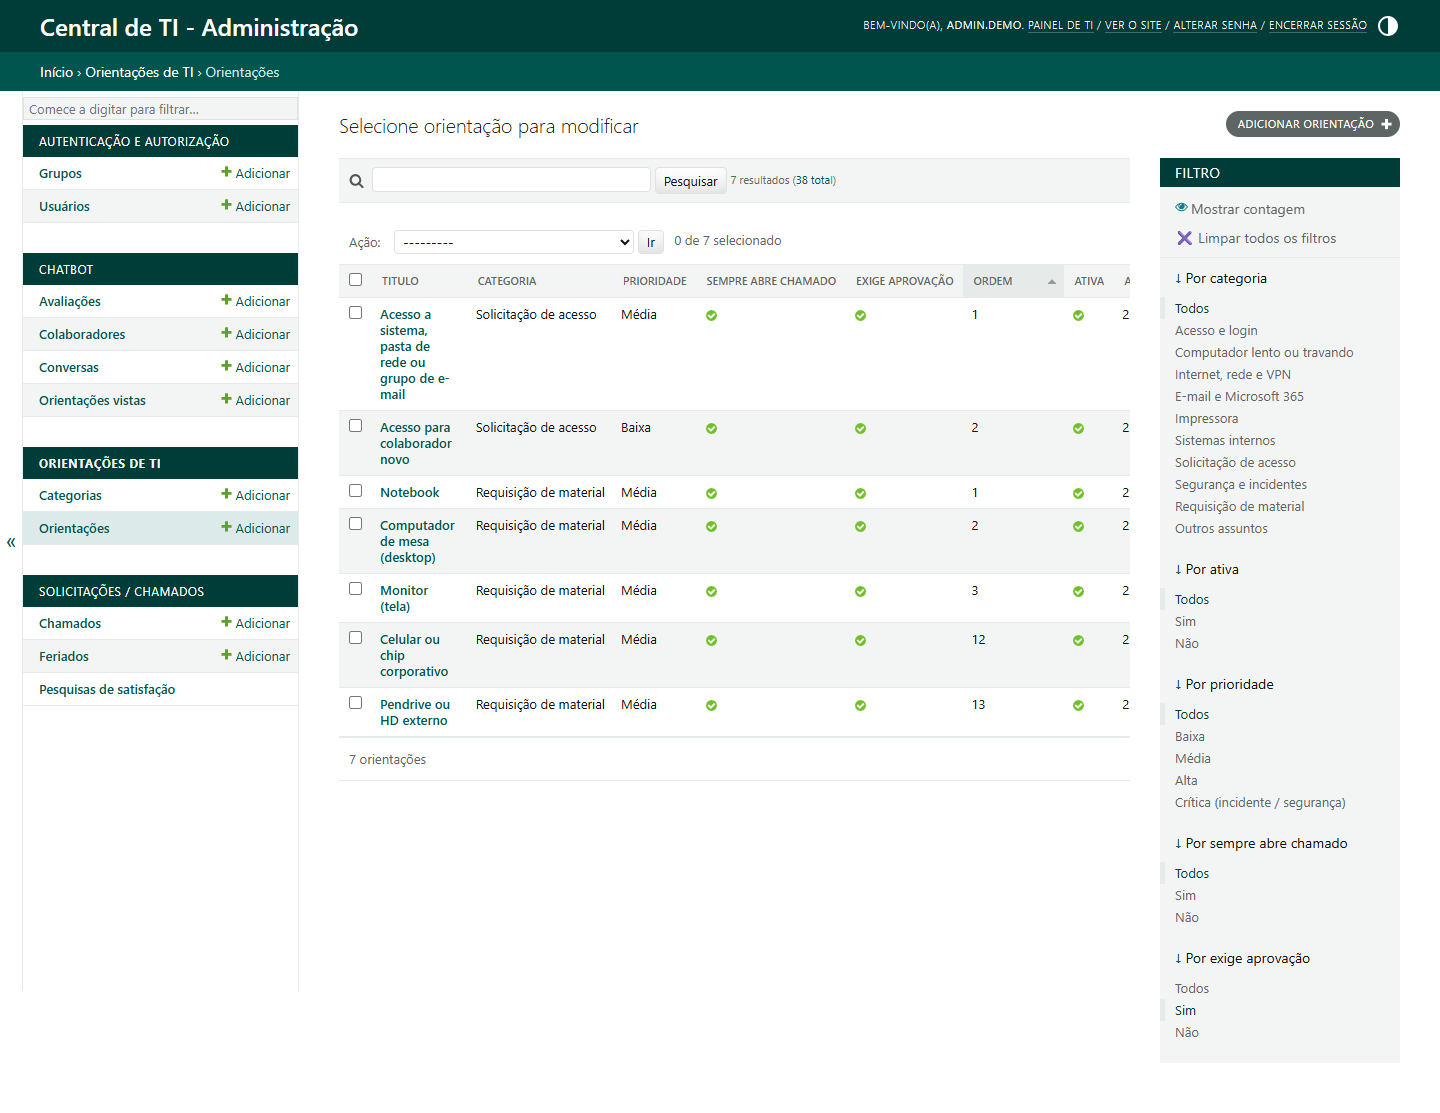 Central de TI - Administração
BEM-VINDO(A), ADMIN.DEMO. PAINEL DE TI / VER O SITE / ALTERAR SENHA / ENCERRAR SESSÃO
Início › Orientações de TI › Orientações
Comece a digitar para filtrar...
AUTENTICAÇÃO E AUTORIZAÇÃO
Grupos Adicionar
Usuários Adicionar
CHATBOT
Avaliações Adicionar
Colaboradores Adicionar
Conversas Adicionar
Orientações vistas Adicionar
ORIENTAÇÕES DE TI
Categorias Adicionar
Orientações Adicionar
«
SOLICITAÇÕES / CHAMADOS
Chamados Adicionar
Feriados Adicionar
Pesquisas de satisfação
Selecione orientação para modificar
ADICIONAR ORIENTAÇÃO
Pesquisar 7 resultados (38 total)
Ação: --------- Ir 0 de 7 selecionado
TITULO CATEGORIA PRIORIDADE SEMPRE ABRE CHAMADO EXIGE APROVAÇÃO ORDEM ATIVA
Acesso a Solicitação de acesso Média 1 2
sistema,
pasta de
rede ou
grupo de e-
mail
Acesso para Solicitação de acesso Baixa 2 2
colaborador
novo
Notebook Requisição de material Média 1 2
Computador Requisição de material Média 2 2
de mesa
(desktop)
Monitor Requisição de material Média 3 2
(tela)
Celular ou Requisição de material Média 12 2
chip
corporativo
Pendrive ou Requisição de material Média 13 2
HD externo
7 orientações
FILTRO
Mostrar contagem
Limpar todos os filtros
↓ Por categoria
Todos
Acesso e login
Computador lento ou travando
Internet, rede e VPN
E-mail e Microsoft 365
Impressora
Sistemas internos
Solicitação de acesso
Segurança e incidentes
Requisição de material
Outros assuntos
↓ Por ativa
Todos
Sim
Não
↓ Por prioridade
Todos
Baixa
Média
Alta
Crítica (incidente / segurança)
↓ Por sempre abre chamado
Todos
Sim
Não
↓ Por exige aprovação
Todos
Sim
Não